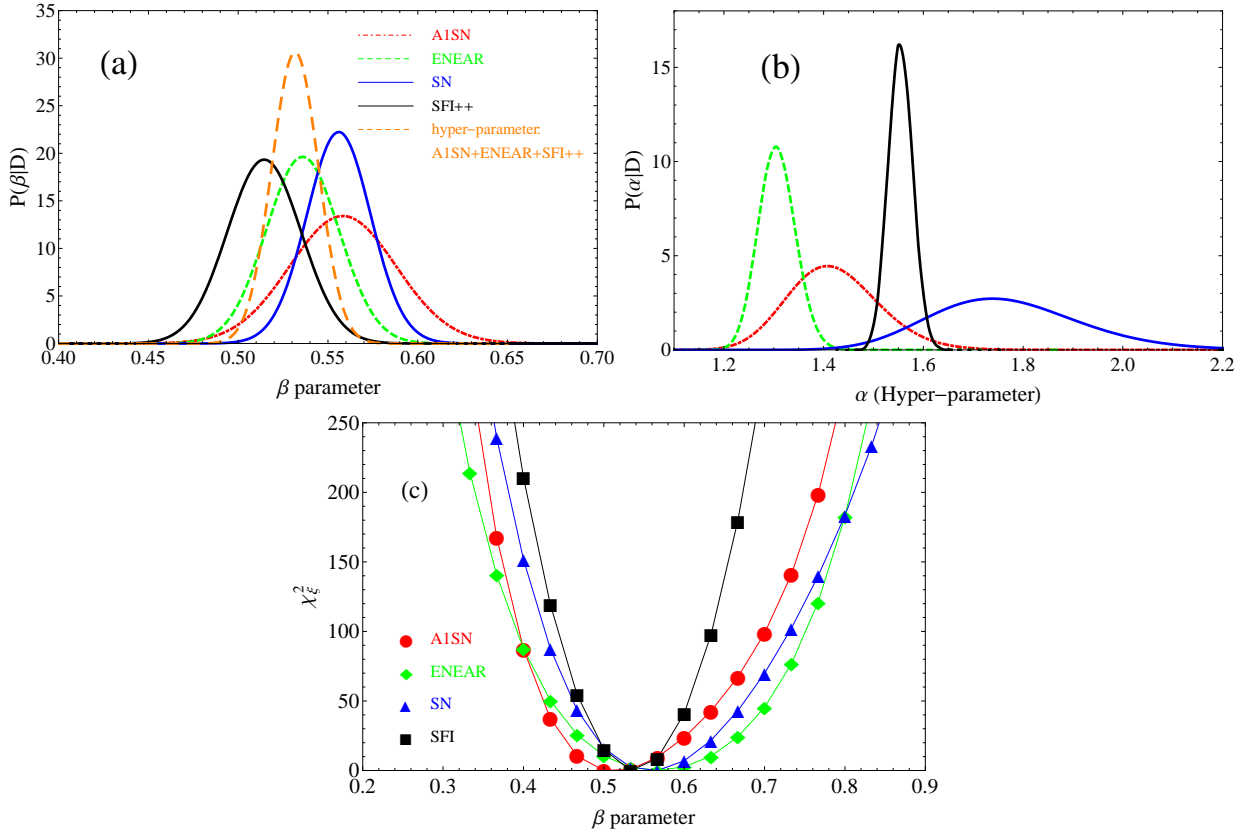 (a)
A1SN
ENEAR
SN
SFI++
hyper−parameter:
A1SN+ENEAR+SFI++
P(β|D)
35
30
25
20
15
10
5
0
0.40 0.45 0.50 0.55 0.60 0.65 0.70
β parameter
(b)
P(α|D)
15
10
5
0
1.2 1.4 1.6 1.8 2.0 2.2
α (Hyper−parameter)
(c)
χ²ξ
250
200
150
100
50
0
A1SN
ENEAR
SN
SFI
0.2 0.3 0.4 0.5 0.6 0.7 0.8 0.9
β parameter